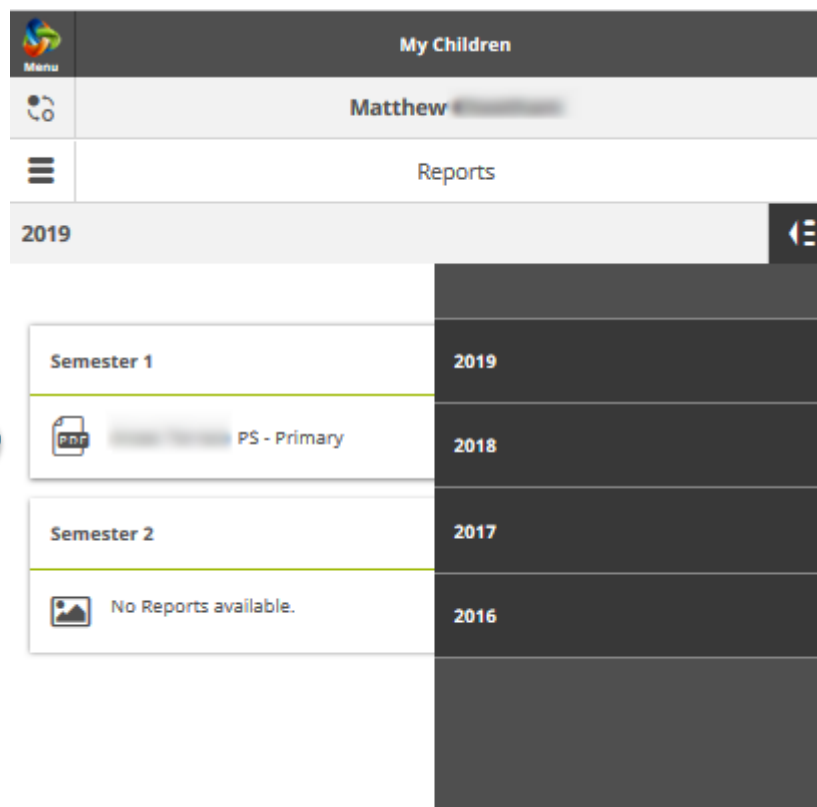 My Children
Menu
Matthew
Reports
2019
Semester 1
2019
PDF
PS - Primary
2018
Semester 2
2017
No Reports available.
2016